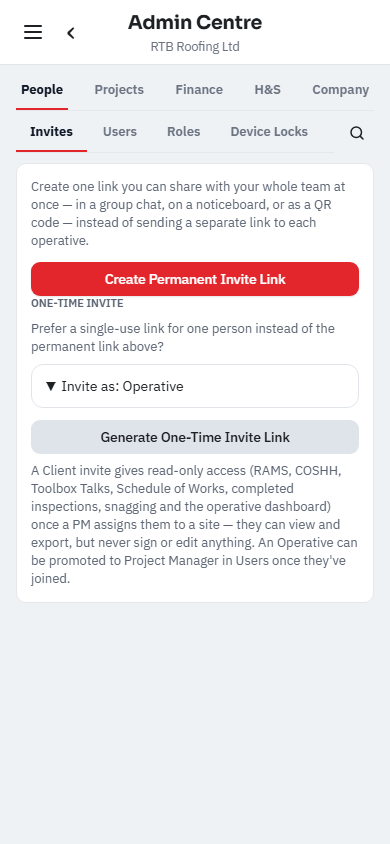 Admin Centre
RTB Roofing Ltd
People Projects Finance H&S Company
Invites Users Roles Device Locks
Create one link you can share with your whole team at
once — in a group chat, on a noticeboard, or as a QR
code — instead of sending a separate link to each
operative.
Create Permanent Invite Link
ONE-TIME INVITE
Prefer a single-use link for one person instead of the
permanent link above?
▼ Invite as: Operative
Generate One-Time Invite Link
A Client invite gives read-only access (RAMS, COSHH,
Toolbox Talks, Schedule of Works, completed
inspections, snagging and the operative dashboard)
once a PM assigns them to a site — they can view and
export, but never sign or edit anything. An Operative can
be promoted to Project Manager in Users once they've
joined.